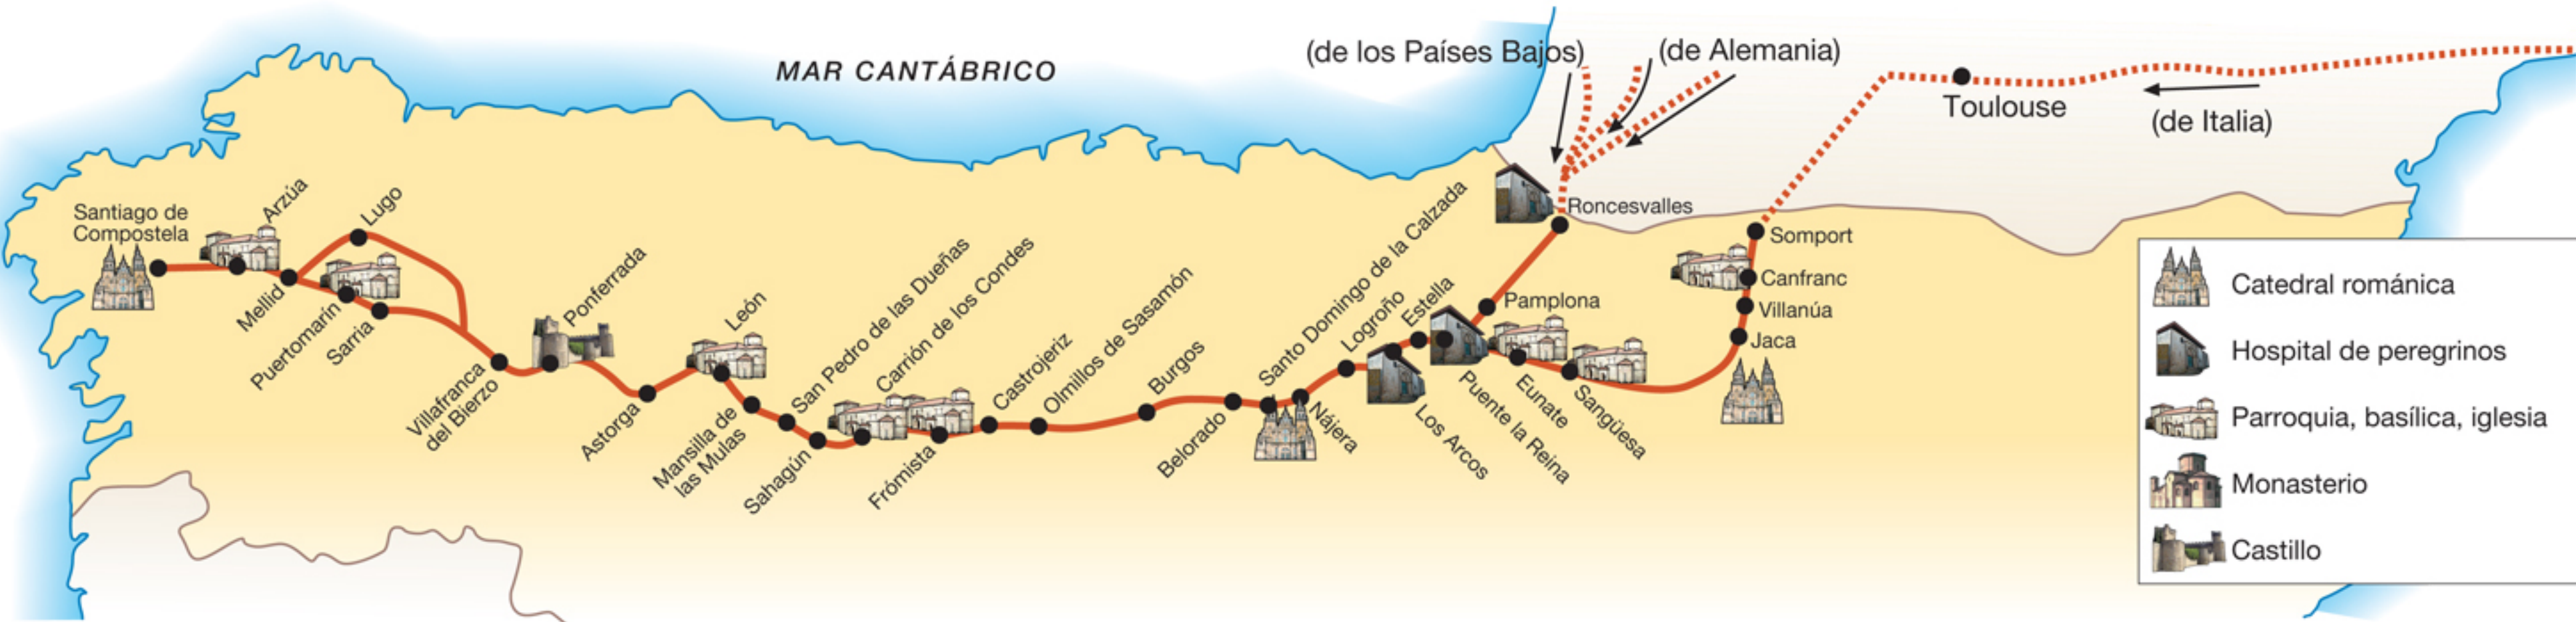 MAR CANTÁBRICO
(de los Países Bajos)
(de Alemania)
Toulouse
(de Italia)
Santiago de
Compostela
Arzúa
Lugo
Mellid
Puertomarín
Sarria
Villafranca
del Bierzo
Ponferrada
Astorga
León
Mansilla de
las Mulas
San Pedro de las Dueñas
Sahagún
Carrión de los Condes
Frómista
Castrojeriz
Olmillos de Sasamón
Burgos
Belorado
Santo Domingo de la Calzada
Nájera
Logroño
Los Arcos
Estella
Puente la Reina
Pamplona
Roncesvalles
Eunate
Sangüesa
Somport
Canfranc
Villanúa
Jaca
Catedral románica
Hospital de peregrinos
Parroquia, basílica, iglesia
Monasterio
Castillo